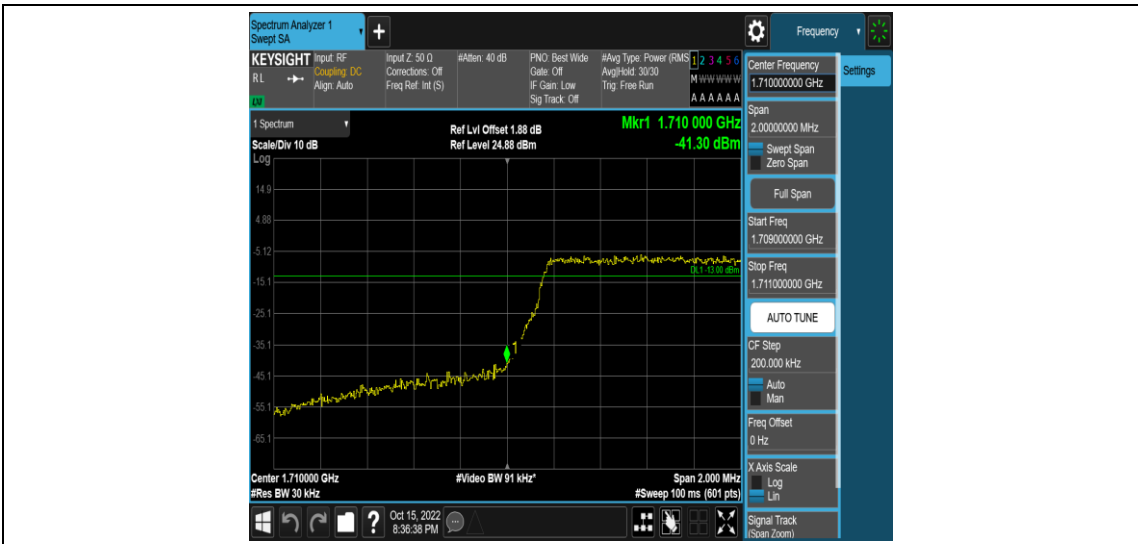 Spectrum Analyzer 1
Swept SA
+
Frequency
KEYSIGHT
RL
LXI
Input: RF
Coupling: DC
Align: Auto
Input Z: 50 Ω
Corrections: Off
Freq Ref: Int (S)
#Atten: 40 dB
PNO: Best Wide
Gate: Off
IF Gain: Low
Sig Track: Off
#Avg Type: Power (RMS
Avg|Hold: 30/30
Trig: Free Run
1 2 3 4 5 6
M W W W W W
A A A A A A
1 Spectrum
Scale/Div 10 dB
Log
Ref Lvl Offset 1.88 dB
Ref Level 24.88 dBm
Mkr1 1.710 000 GHz
-41.30 dBm
14.9
4.88
-5.12
-15.1
-25.1
-35.1
-45.1
-55.1
-65.1
DL1 -13.00 dBm
1
Center 1.710000 GHz
#Res BW 30 kHz
#Video BW 91 kHz*
Span 2.000 MHz
#Sweep 100 ms (601 pts)
?
Oct 15, 2022
8:36:38 PM
Center Frequency
1.710000000 GHz
Settings
Span
2.00000000 MHz
Swept Span
Zero Span
Full Span
Start Freq
1.709000000 GHz
Stop Freq
1.711000000 GHz
AUTO TUNE
CF Step
200.000 kHz
Auto
Man
Freq Offset
0 Hz
X Axis Scale
Log
Lin
Signal Track
(Span Zoom)